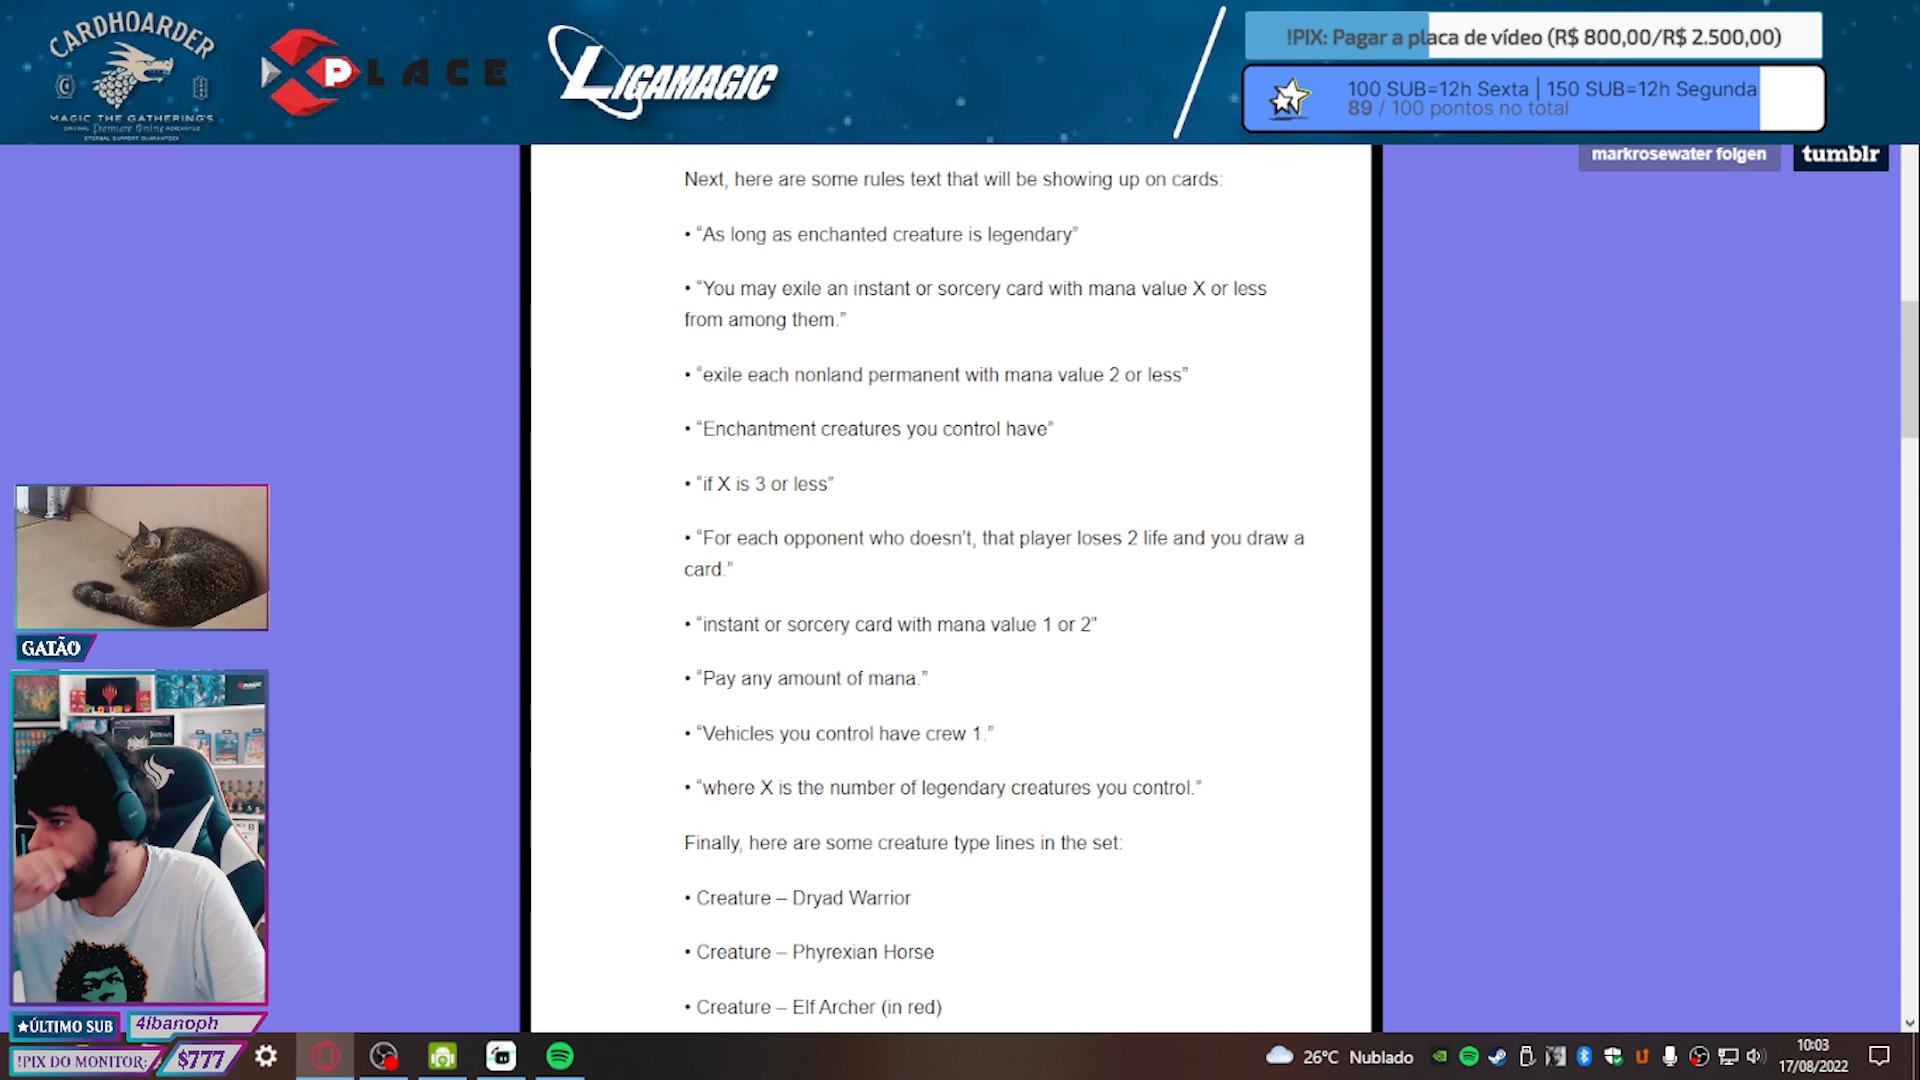 CARDHOARDER
MAGIC THE GATHERING'S
ORIGINAL Premiere Online MERCANTILE
ETERNAL SUPPORT GUARANTEED
XPLACE
LIGAMAGIC
!PIX: Pagar a placa de vídeo (R$ 800,00/R$ 2.500,00)
100 SUB=12h Sexta | 150 SUB=12h Segunda
89 / 100 pontos no total
markrosewater folgen
tumblr
Next, here are some rules text that will be showing up on cards:
• “As long as enchanted creature is legendary”
• “You may exile an instant or sorcery card with mana value X or less
from among them.”
• “exile each nonland permanent with mana value 2 or less”
• “Enchantment creatures you control have”
• “if X is 3 or less”
• “For each opponent who doesn’t, that player loses 2 life and you draw a
card.”
• “instant or sorcery card with mana value 1 or 2”
• “Pay any amount of mana.”
• “Vehicles you control have crew 1.”
• “where X is the number of legendary creatures you control.”
Finally, here are some creature type lines in the set:
• Creature – Dryad Warrior
• Creature – Phyrexian Horse
• Creature – Elf Archer (in red)
GATÃO
★ÚLTIMO SUB
4lbanoph
!PIX DO MONITOR:
$777
26°C Nublado
10:03
17/08/2022